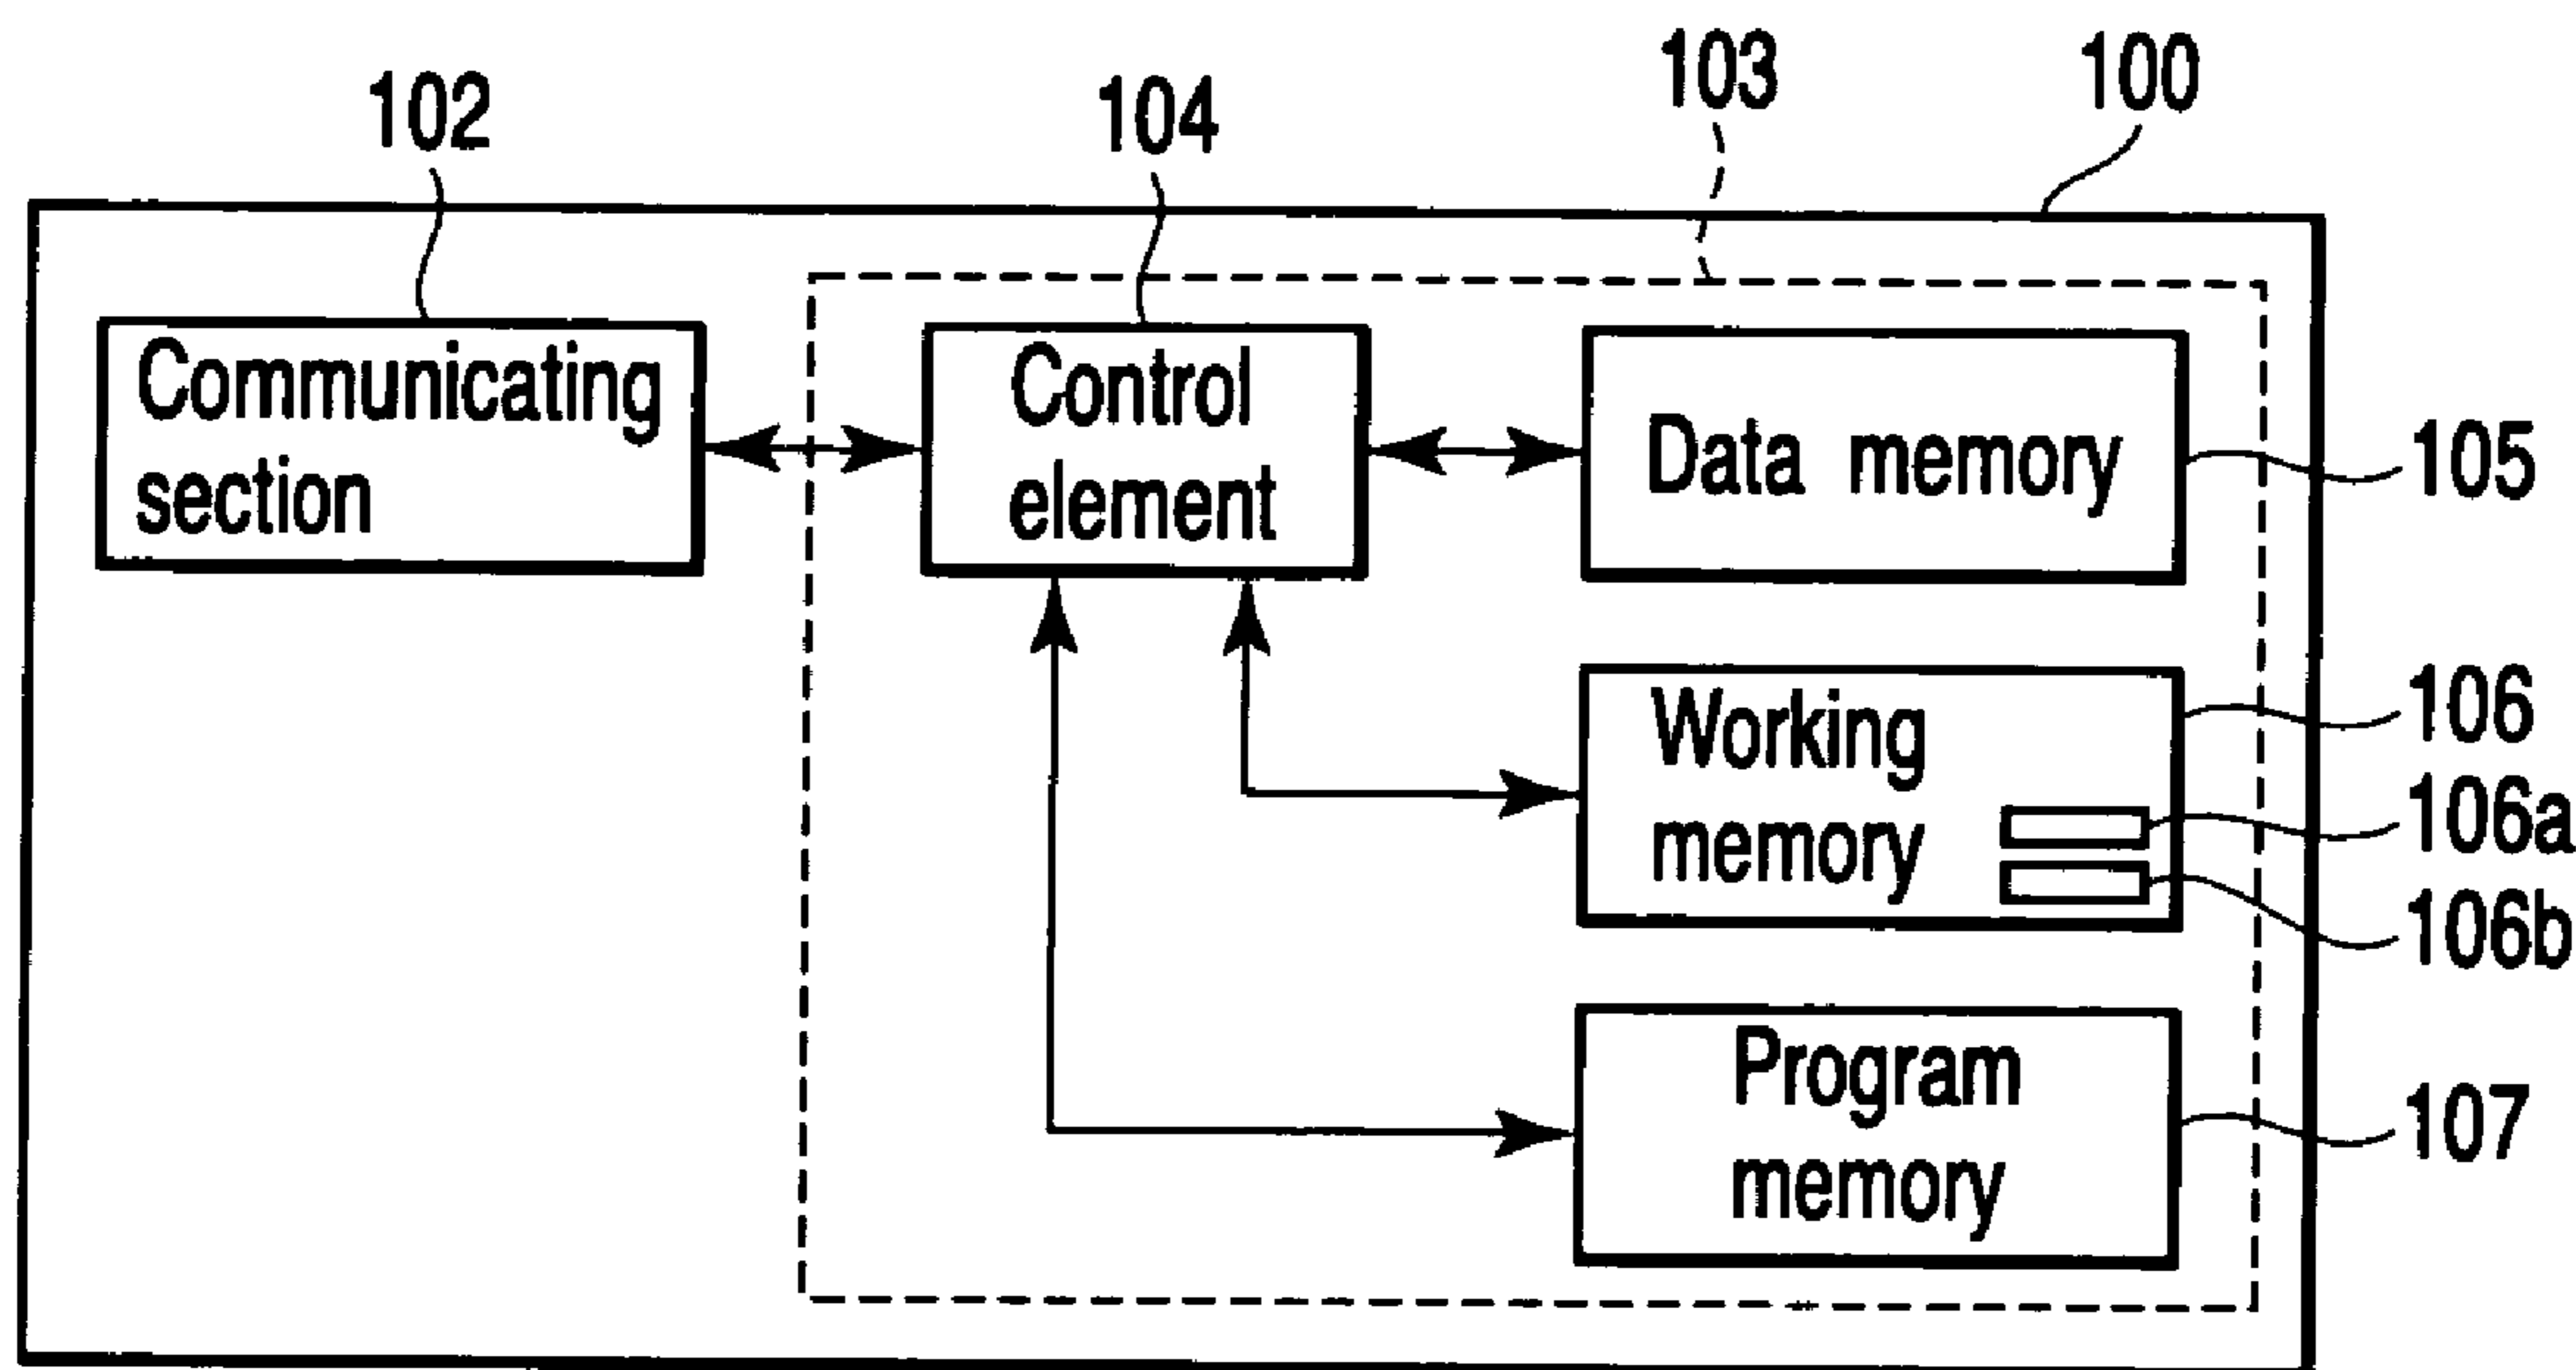 103
100
102
104
Communicating
section
Control
element
Data memory
105
Working
memory
106
106a
106b
Program
memory
107